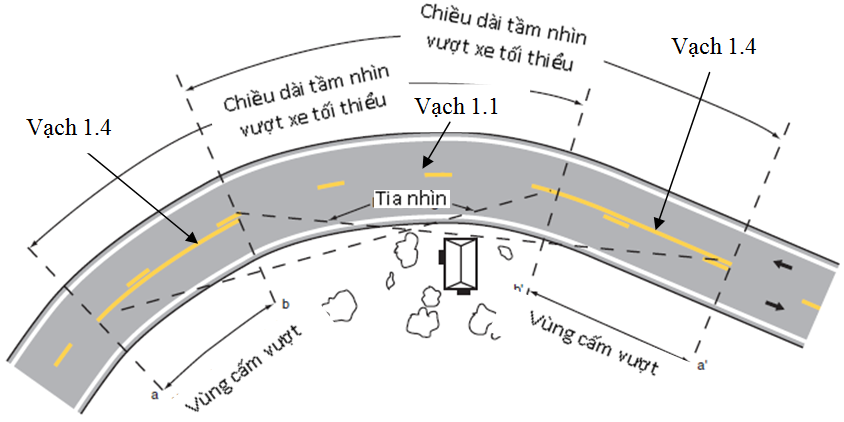 Chiều dài tầm nhìn
vượt xe tối thiểu
Vạch 1.4
Chiều dài tầm nhìn
vượt xe tối thiểu
Vạch 1.1
Vạch 1.4
Tia nhìn
b
h'
a
Vùng cấm vượt
Vùng cấm vượt
a'